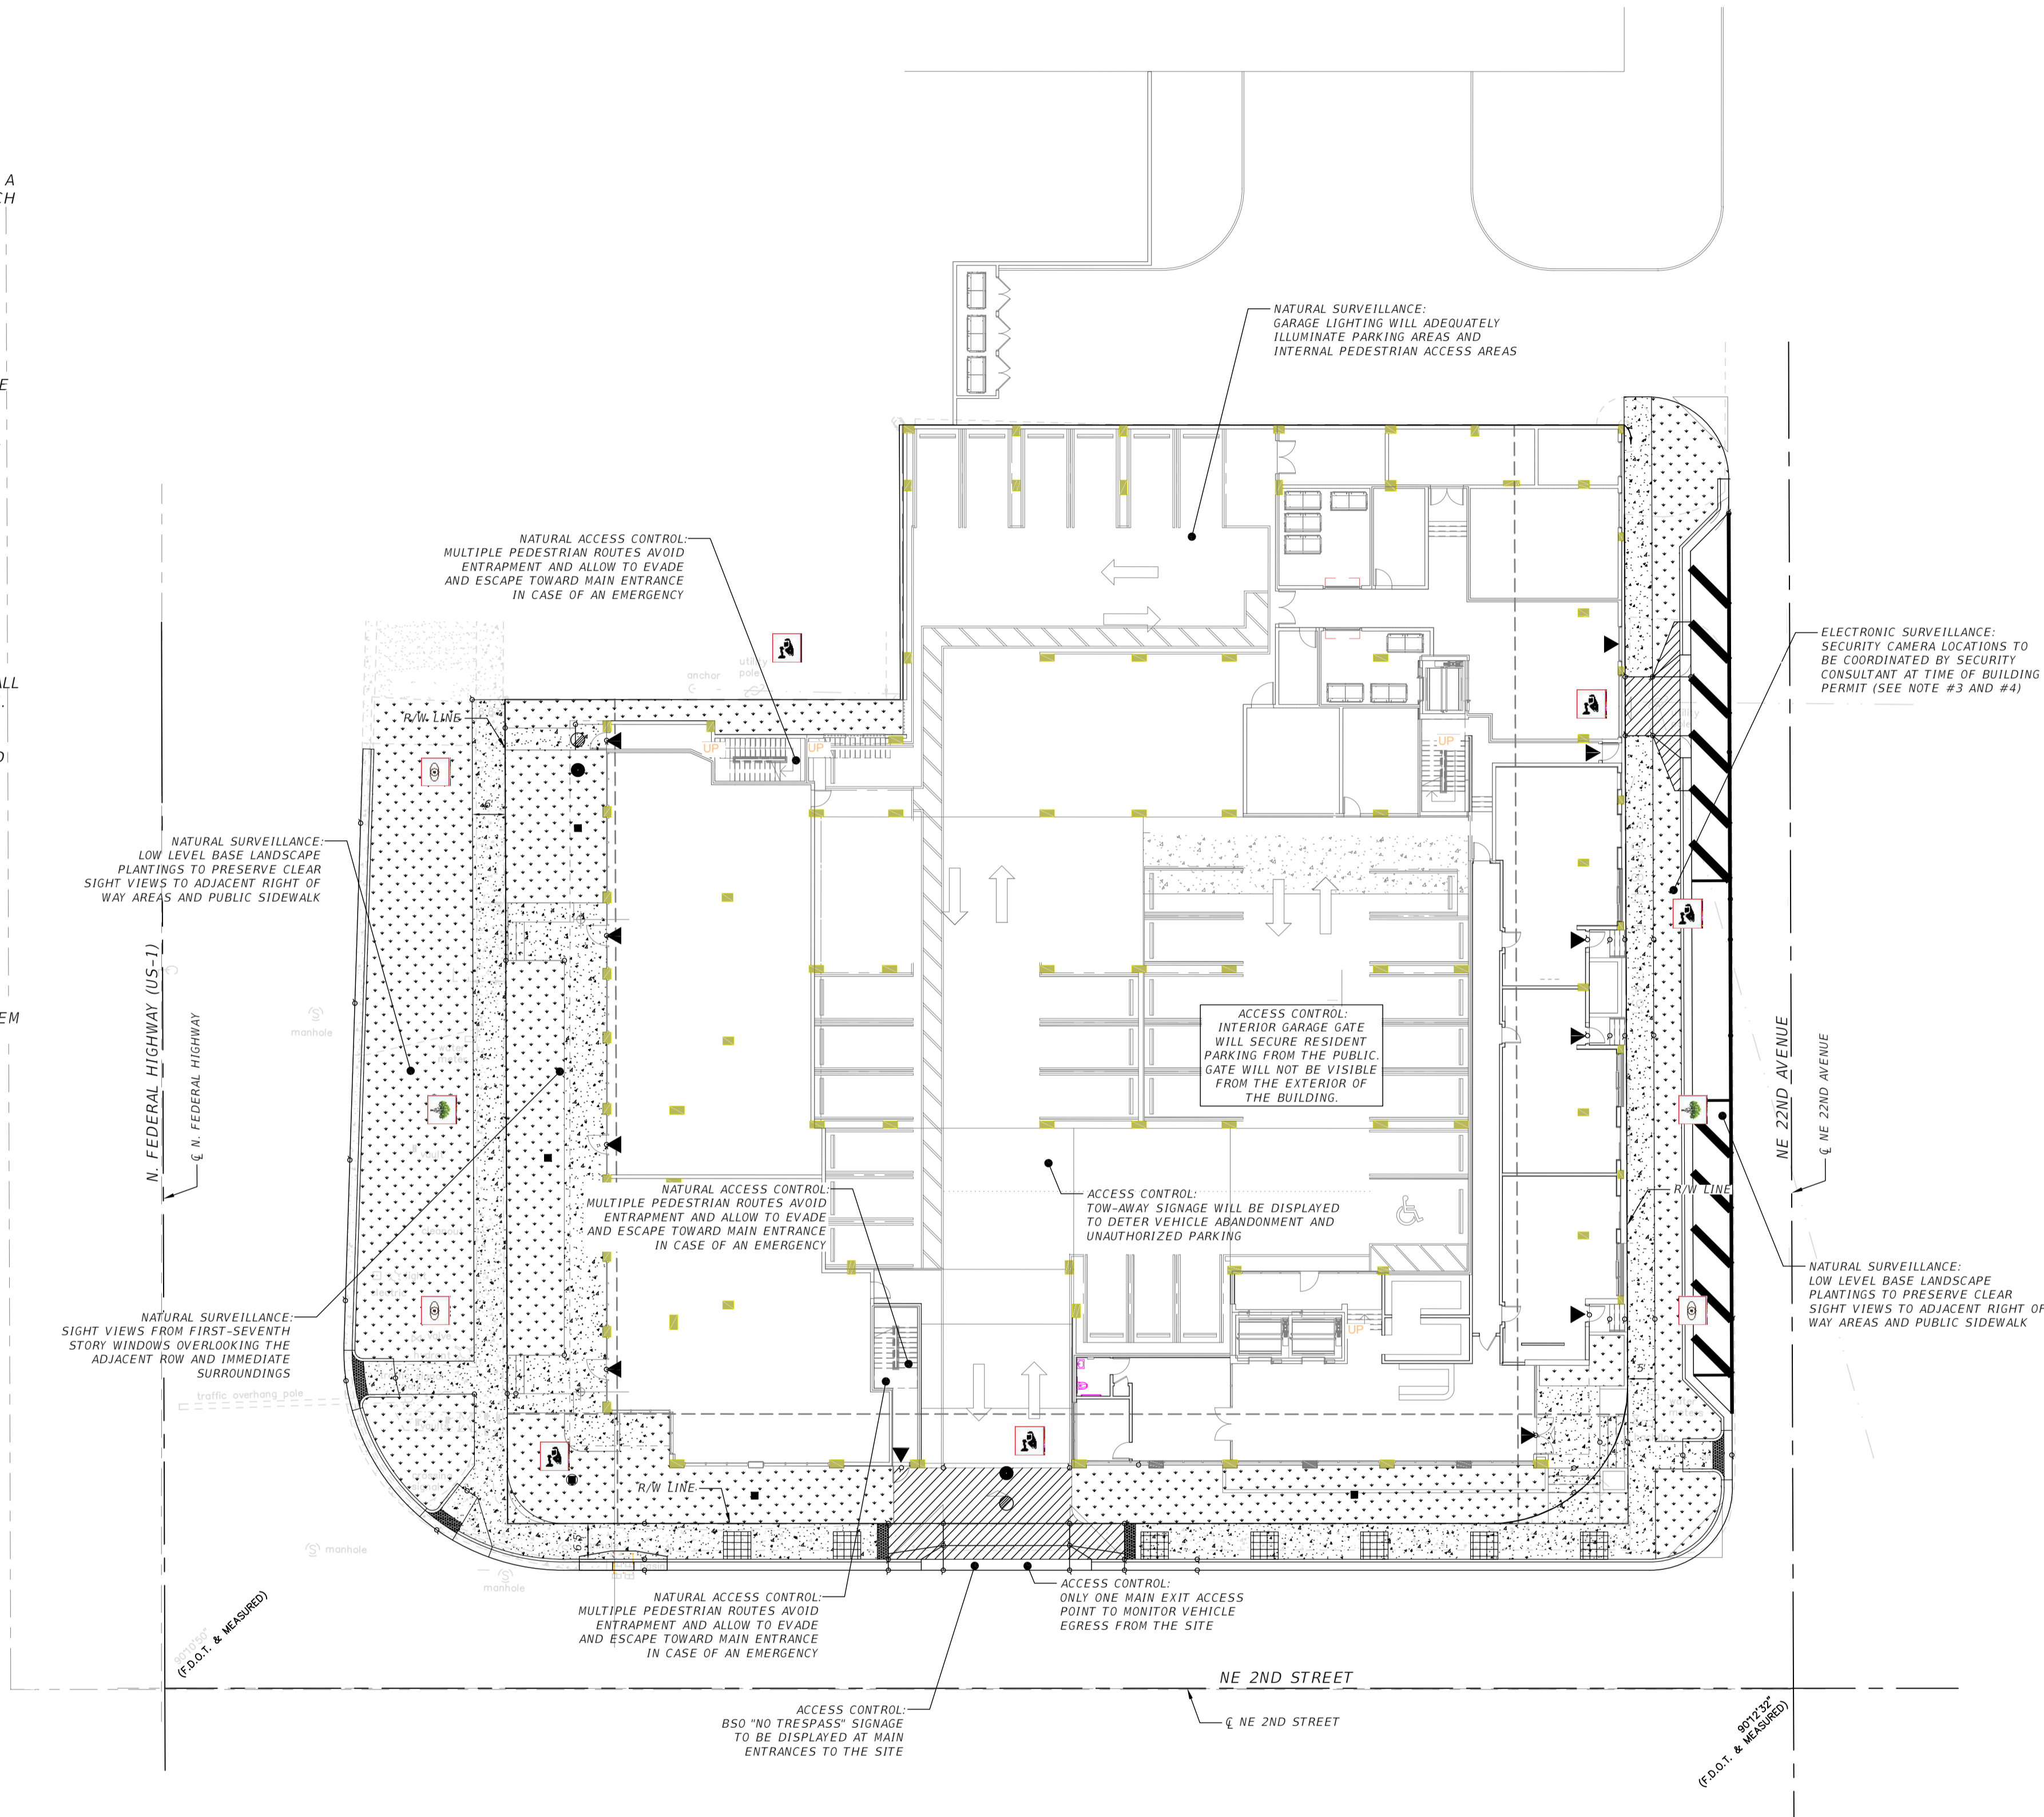 A
CH
E
ALL
.
D
EM
NATURAL SURVEILLANCE:
GARAGE LIGHTING WILL ADEQUATELY
ILLUMINATE PARKING AREAS AND
INTERNAL PEDESTRIAN ACCESS AREAS
NATURAL ACCESS CONTROL:
MULTIPLE PEDESTRIAN ROUTES AVOID
ENTRAPMENT AND ALLOW TO EVADE
AND ESCAPE TOWARD MAIN ENTRANCE
IN CASE OF AN EMERGENCY
ELECTRONIC SURVEILLANCE:
SECURITY CAMERA LOCATIONS TO
BE COORDINATED BY SECURITY
CONSULTANT AT TIME OF BUILDING
PERMIT (SEE NOTE #3 AND #4)
anchor
utility
pole
R/W LINE
UP
UP
UP
6'
NATURAL SURVEILLANCE:
LOW LEVEL BASE LANDSCAPE
PLANTINGS TO PRESERVE CLEAR
SIGHT VIEWS TO ADJACENT RIGHT OF
WAY AREAS AND PUBLIC SIDEWALK
N. FEDERAL HIGHWAY (US-1)
℄ N. FEDERAL HIGHWAY
manhole
ACCESS CONTROL:
INTERIOR GARAGE GATE
WILL SECURE RESIDENT
PARKING FROM THE PUBLIC.
GATE WILL NOT BE VISIBLE
FROM THE EXTERIOR OF
THE BUILDING.
NE 22ND AVENUE
℄ NE 22ND AVENUE
NATURAL ACCESS CONTROL:
MULTIPLE PEDESTRIAN ROUTES AVOID
ENTRAPMENT AND ALLOW TO EVADE
AND ESCAPE TOWARD MAIN ENTRANCE
IN CASE OF AN EMERGENCY
ACCESS CONTROL:
TOW-AWAY SIGNAGE WILL BE DISPLAYED
TO DETER VEHICLE ABANDONMENT AND
UNAUTHORIZED PARKING
R/W LINE
NATURAL SURVEILLANCE:
LOW LEVEL BASE LANDSCAPE
PLANTINGS TO PRESERVE CLEAR
SIGHT VIEWS TO ADJACENT RIGHT OF
WAY AREAS AND PUBLIC SIDEWALK
NATURAL SURVEILLANCE:
SIGHT VIEWS FROM FIRST-SEVENTH
STORY WINDOWS OVERLOOKING THE
ADJACENT ROW AND IMMEDIATE
SURROUNDINGS
UP
5'
traffic overhang pole
R/W LINE
manhole
manhole
NATURAL ACCESS CONTROL:
MULTIPLE PEDESTRIAN ROUTES AVOID
ENTRAPMENT AND ALLOW TO EVADE
AND ESCAPE TOWARD MAIN ENTRANCE
IN CASE OF AN EMERGENCY
ACCESS CONTROL:
ONLY ONE MAIN EXIT ACCESS
POINT TO MONITOR VEHICLE
EGRESS FROM THE SITE
90°10'50"
(F.D.O.T. & MEASURED)
NE 2ND STREET
℄ NE 2ND STREET
ACCESS CONTROL:
BSO "NO TRESPASS" SIGNAGE
TO BE DISPLAYED AT MAIN
ENTRANCES TO THE SITE
90°12'32"
(F.D.O.T. & MEASURED)